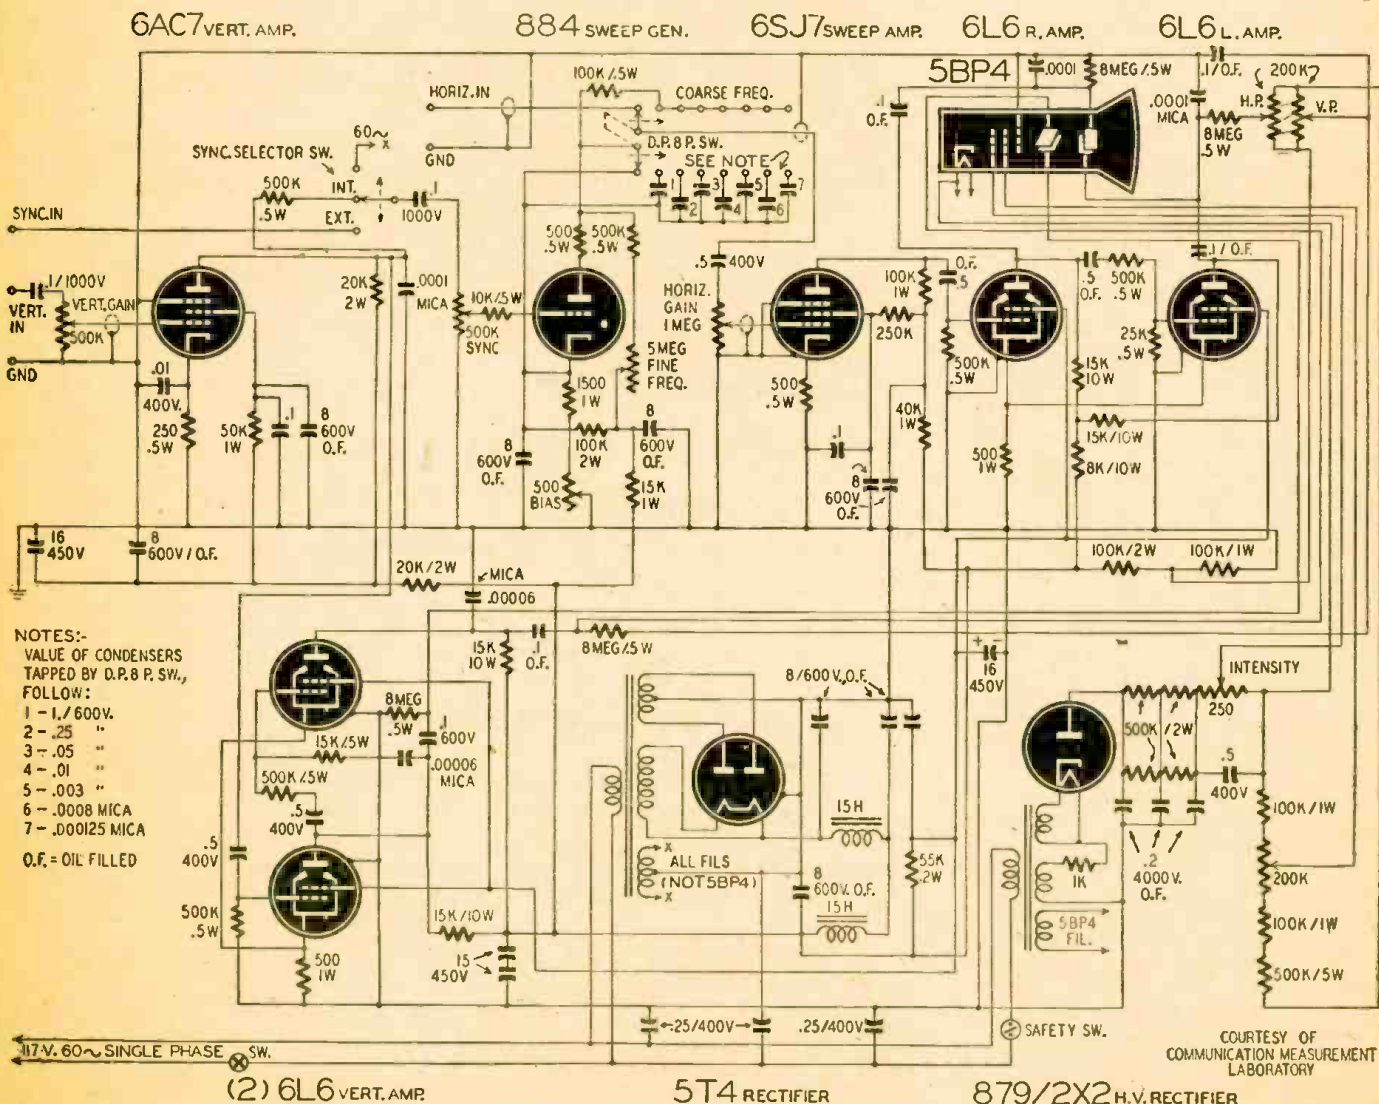 6AC7 VERT. AMP.
884 SWEEP GEN.
6SJ7 SWEEP AMP.
6L6 R. AMP.
6L6 L. AMP.
100K/.5W
HORIZ. IN
COARSE FREQ.
GND
D.P. 8 P. SW.
SEE NOTE
1
2
3
4
5
6
7
60~
X
SYNC. SELECTOR SW.
500K
.5W
INT.
EXT.
4
.1
1000V
SYNC. IN
5BP4
.0001
8MEG/.5W
.1
O.F.
.1/O.F.
200K
.0001
MICA
H.P.
V.P.
8MEG
.5W
.1/1000V
VERT. IN
VERT. GAIN
500K
GND
20K
2W
.0001
MICA
10K/.5W
500K
SYNC
500
.5W
500K
.5W
.5
400V
HORIZ.
GAIN
1 MEG
100K
1W
250K
O.F.
.5
.5
O.F.
500K
.5W
.1/O.F.
.01
400V.
250
.5W
50K
1W
.1
8
600V
O.F.
1500
1W
5MEG
FINE
FREQ.
100K
2W
8
600V
O.F.
8
600V
O.F.
500
BIAS
15K
1W
500
.5W
.1
8
600V
O.F.
40K
1W
500K
.5W
500
1W
15K
10W
15K/10W
8K/10W
25K
.5W
16
450V
8
600V/O.F.
20K/2W
MICA
.00006
100K/2W
100K/1W
NOTES:-
VALUE OF CONDENSERS
TAPPED BY D.P. 8 P. SW.,
FOLLOW:
1 - 1./600V.
2 - .25 "
3 - .05 "
4 - .01 "
5 - .003 "
6 - .0008 MICA
7 - .000125 MICA
O.F. = OIL FILLED
15K
10W
.1
O.F.
8MEG/.5W
8MEG
.5W
.1
600V
15K/.5W
.00006
MICA
500K/.5W
.5
400V
.5
400V
500K
.5W
500
1W
15K/10W
15
450V
8/600V. O.F.
15H
ALL FILS
(NOT 5BP4)
X
X
8
600V. O.F.
15H
55K
2W
+ -
16
450V
INTENSITY
250
500K/2W
.5
400V
1K
.2
4000V.
O.F.
5BP4
FIL.
100K/1W
200K
100K/1W
500K/5W
.25/400V
.25/400V
SAFETY SW.
117-V. 60~ SINGLE PHASE
SW.
COURTESY OF
COMMUNICATION MEASUREMENT
LABORATORY
(2) 6L6 VERT. AMP.
5T4 RECTIFIER
879/2X2 H.V. RECTIFIER